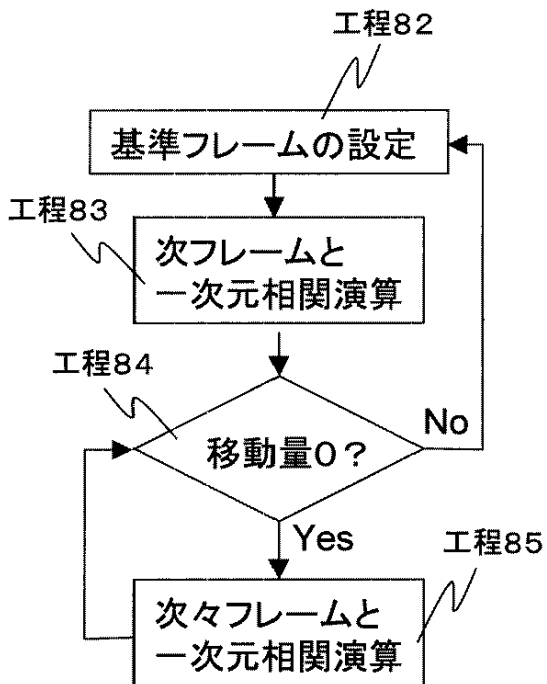 工程82
基準フレームの設定
工程83
次フレームと
一次元相関演算
工程84
移動量0?
No
Yes
工程85
次々フレームと
一次元相関演算